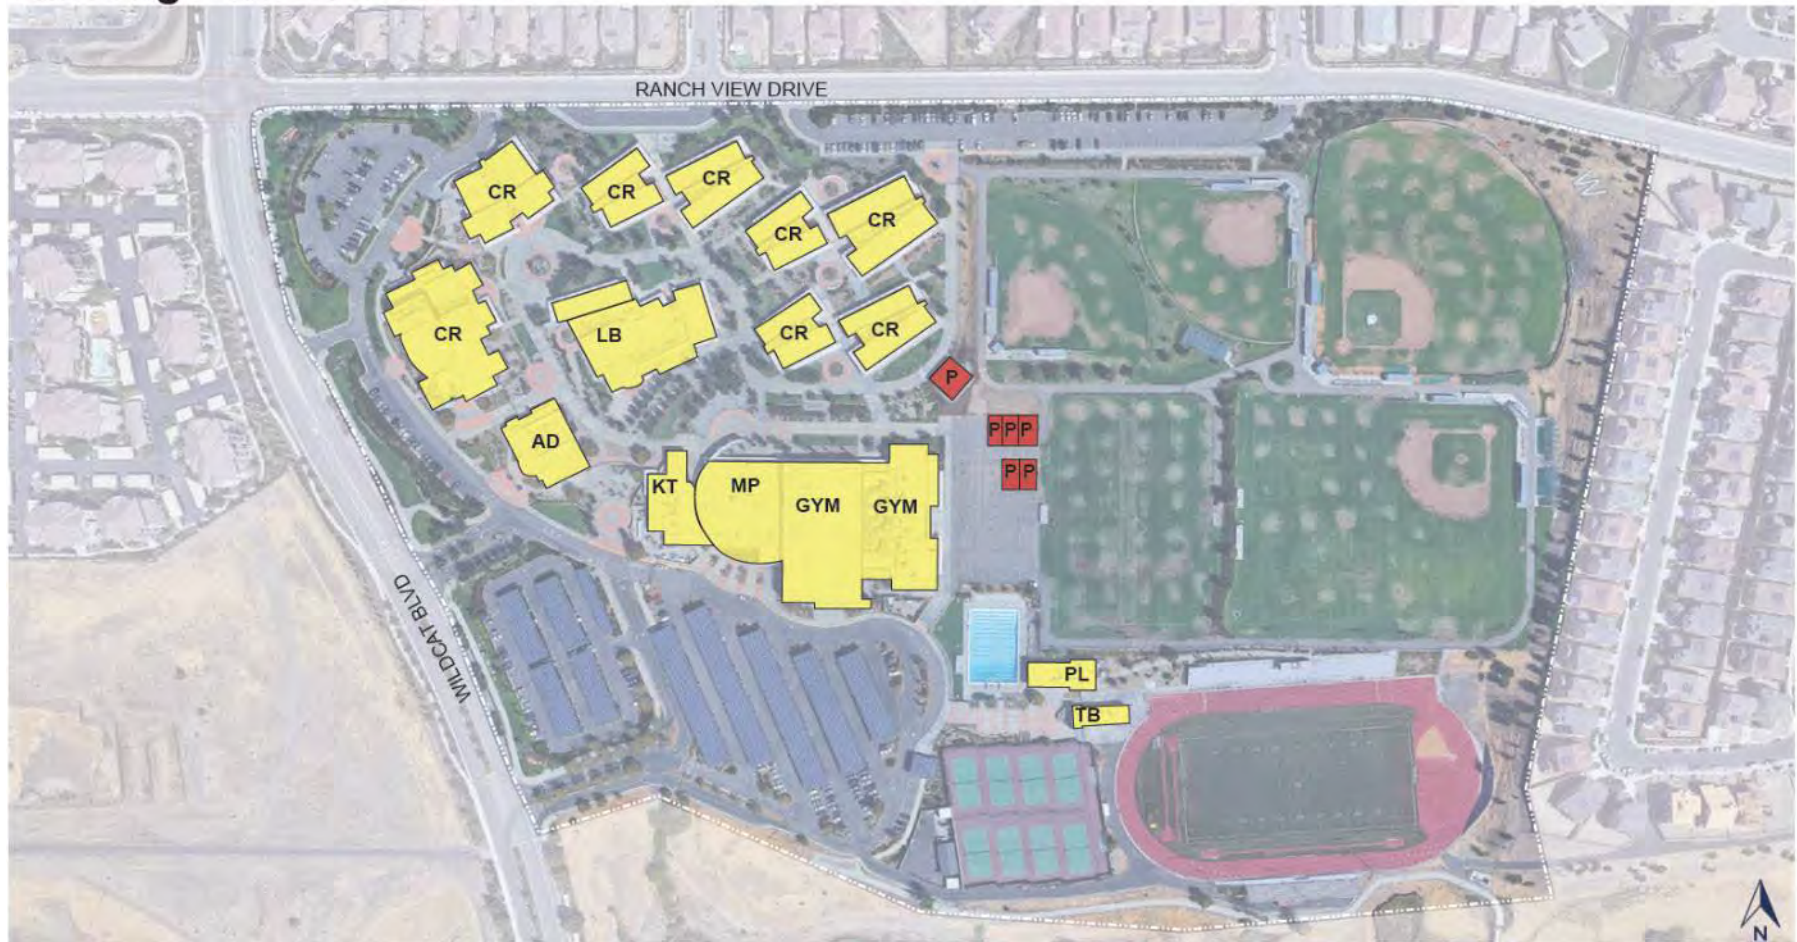 RANCH VIEW DRIVE
CR
CR
CR
CR
CR
W
CR
LB
CR
CR
P
AD
P P P
P P
KT
MP
GYM
GYM
WILDCAT BLVD
PL
TB
N